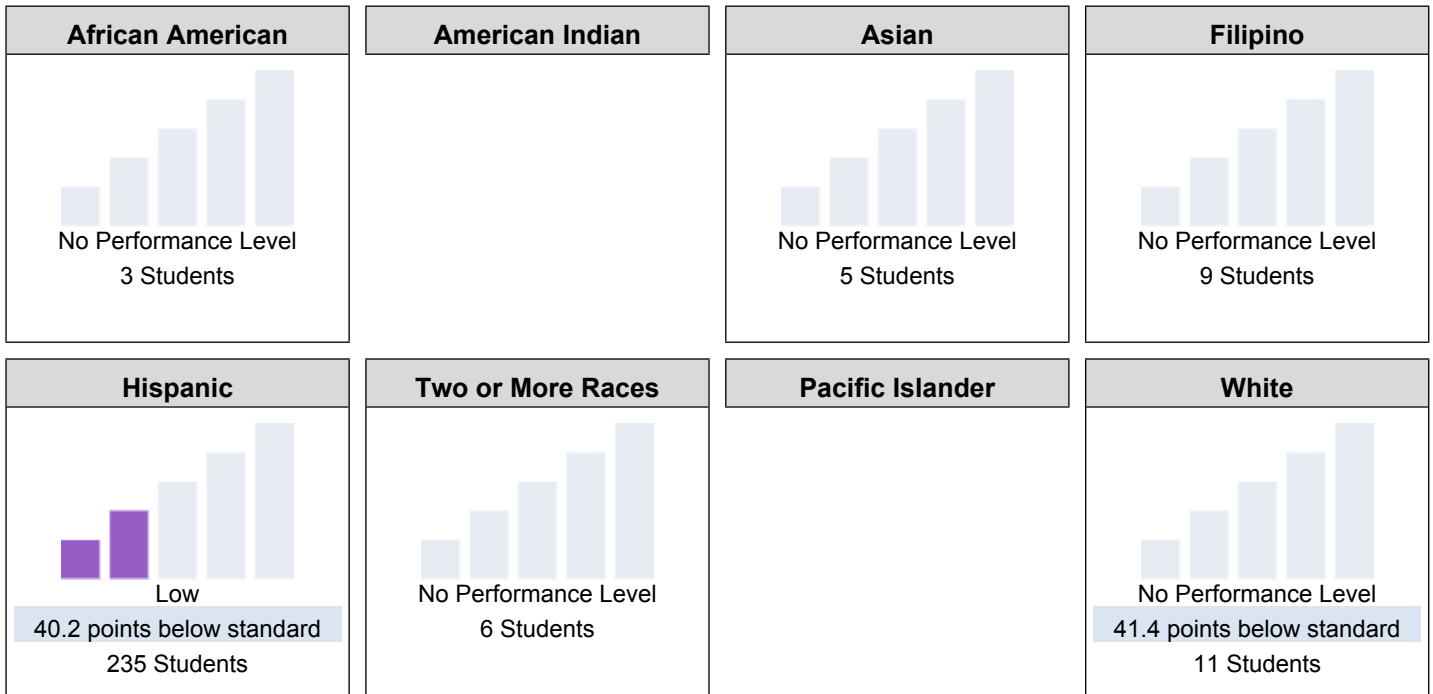 African American
No Performance Level
3 Students
American Indian
Asian
No Performance Level
5 Students
Filipino
No Performance Level
9 Students
Hispanic
Low
40.2 points below standard
235 Students
Two or More Races
No Performance Level
6 Students
Pacific Islander
White
No Performance Level
41.4 points below standard
11 Students